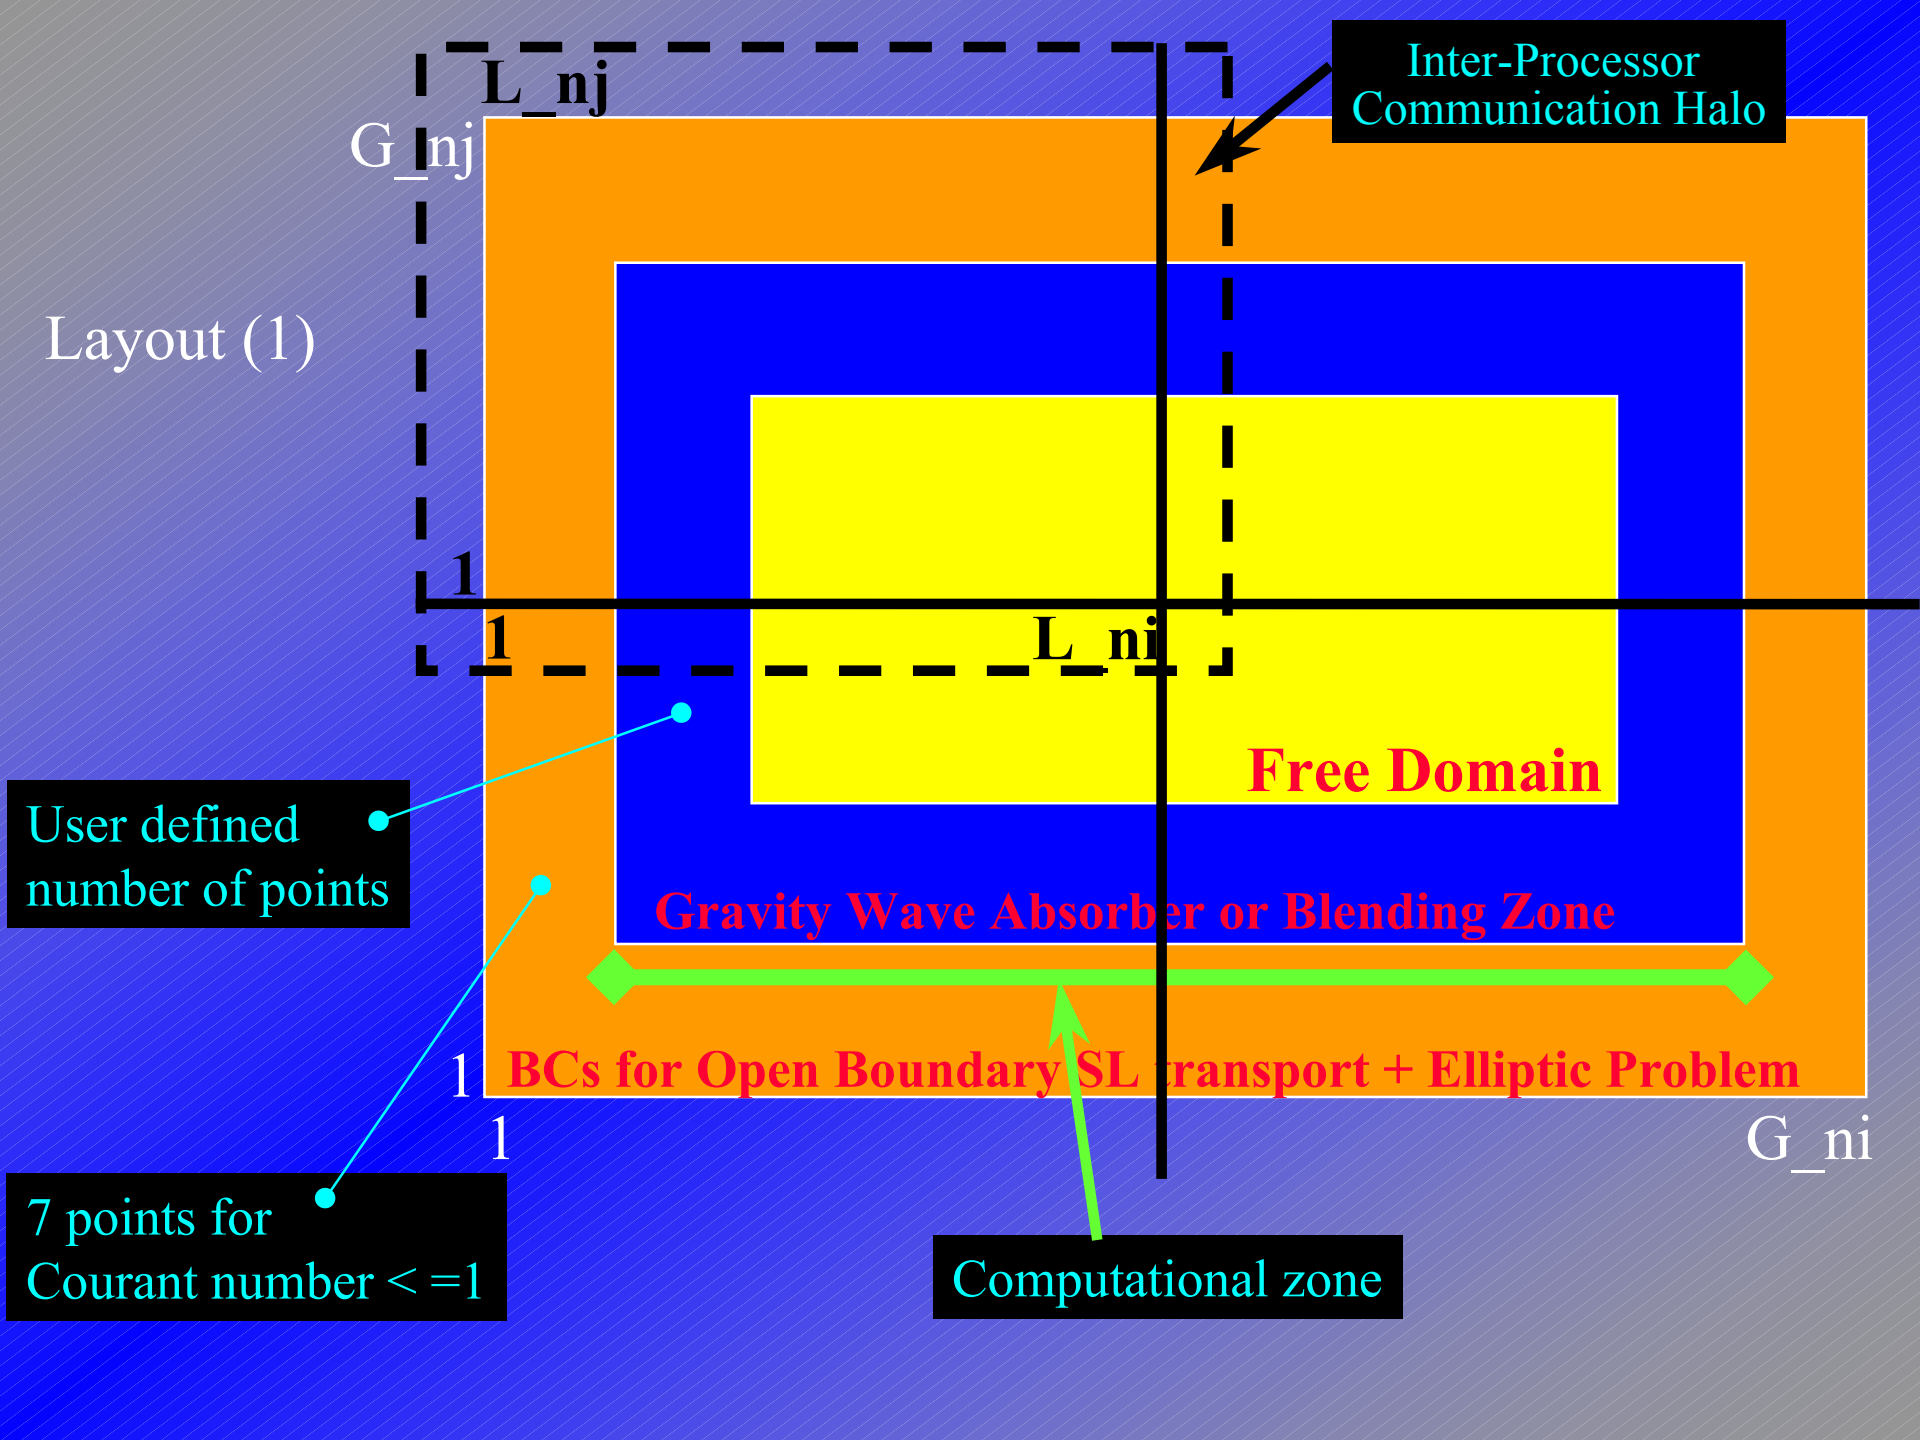 Inter-Processor
Communication Halo
L_nj
G_nj
Layout (1)
1
1
L_ni
Free Domain
User defined
number of points
Gravity Wave Absorber or Blending Zone
BCs for Open Boundary SL transport + Elliptic Problem
1
1
G_ni
7 points for
Courant number < =1
Computational zone